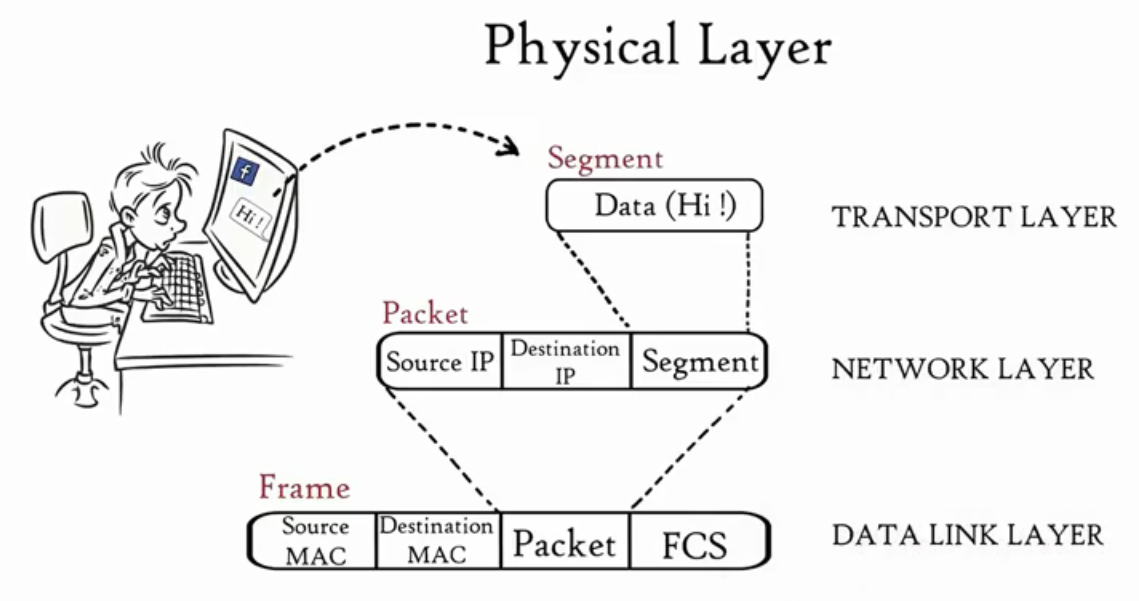 Physical Layer
f
Hi !
Segment
Data (Hi !)
TRANSPORT LAYER
Packet
Source IP
Destination
IP
Segment
NETWORK LAYER
Frame
Source
MAC
Destination
MAC
Packet
FCS
DATA LINK LAYER